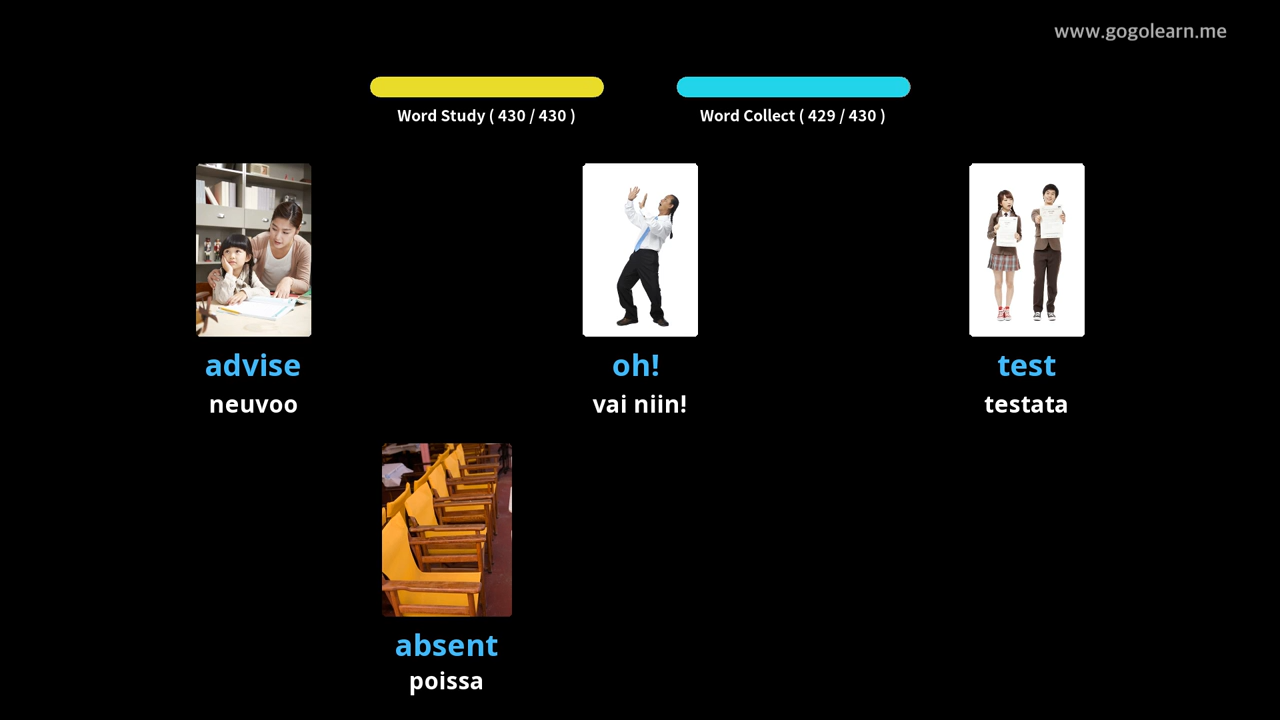 www.gogolearn.me
Word Study ( 430 / 430 )
Word Collect ( 429 / 430 )
advise
neuvoo
oh!
vai niin!
test
testata
absent
poissa